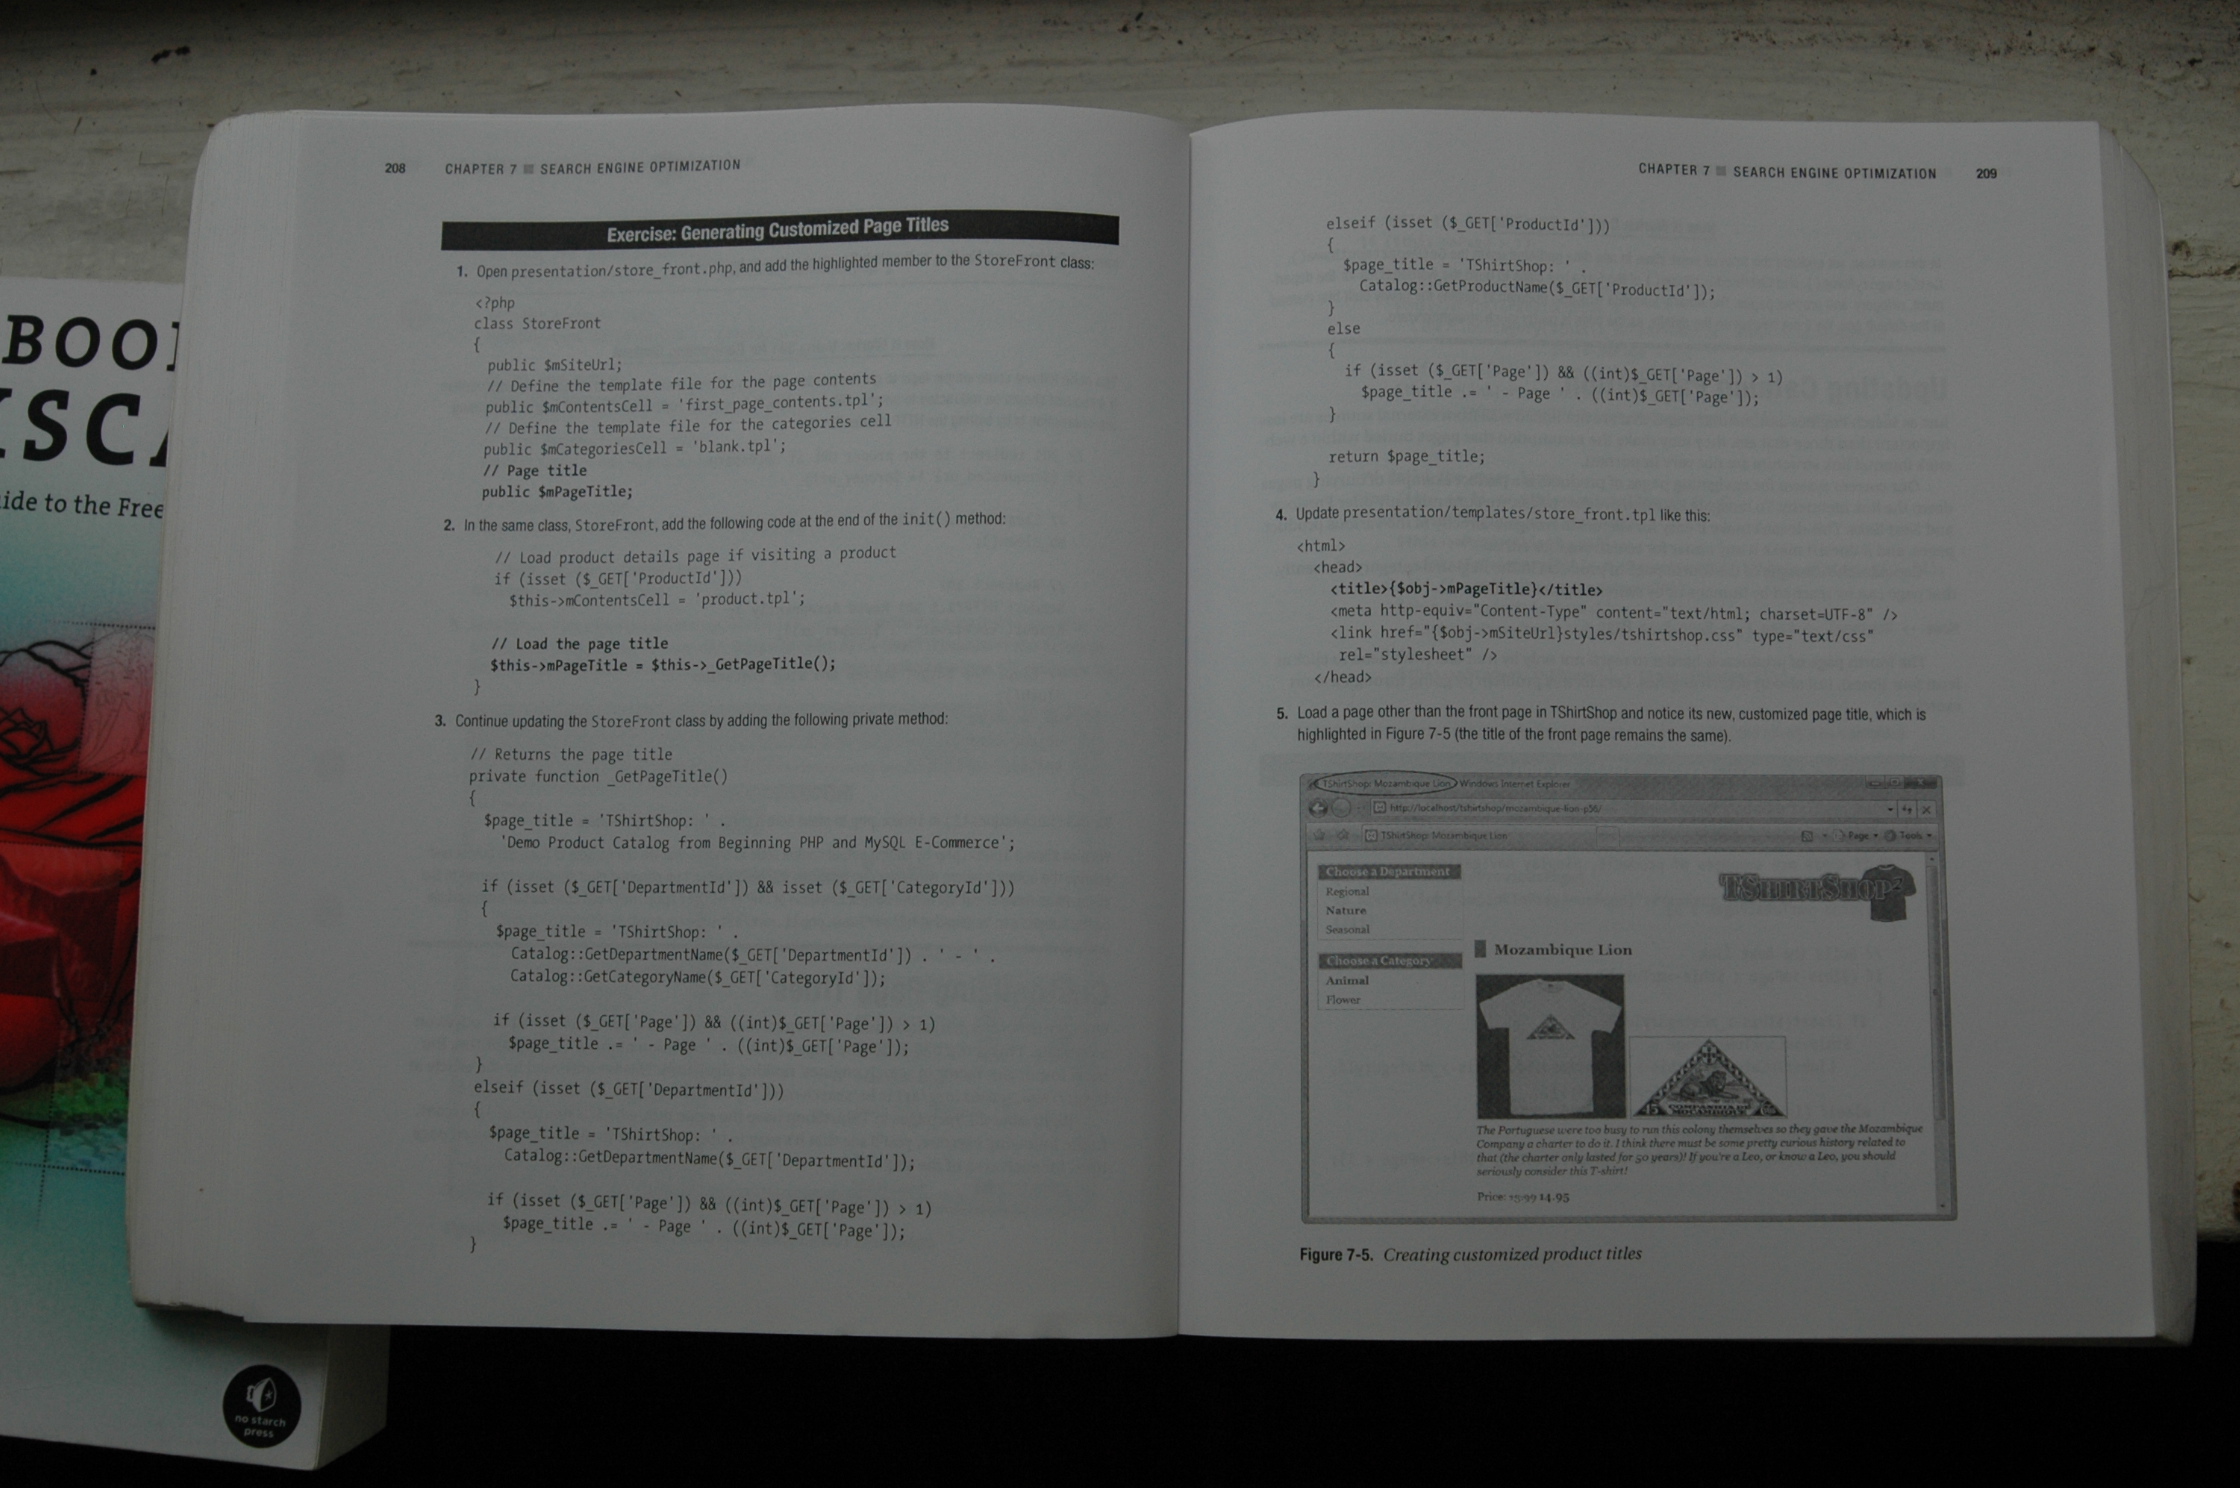 BOO
KSCA
ide to the Free
no starch
press
208 CHAPTER 7 ■ SEARCH ENGINE OPTIMIZATION
Exercise: Generating Customized Page Titles
1. Open presentation/store_front.php, and add the highlighted member to the StoreFront class:
<?php
class StoreFront
{
public $mSiteUrl;
// Define the template file for the page contents
public $mContentsCell = 'first_page_contents.tpl';
// Define the template file for the categories cell
public $mCategoriesCell = 'blank.tpl';
// Page title
public $mPageTitle;
2. In the same class, StoreFront, add the following code at the end of the init() method:
// Load product details page if visiting a product
if (isset ($_GET['ProductId']))
$this->mContentsCell = 'product.tpl';
// Load the page title
$this->mPageTitle = $this->_GetPageTitle();
}
3. Continue updating the StoreFront class by adding the following private method:
// Returns the page title
private function _GetPageTitle()
{
$page_title = 'TShirtShop: ' .
'Demo Product Catalog from Beginning PHP and MySQL E-Commerce';
if (isset ($_GET['DepartmentId']) && isset ($_GET['CategoryId']))
{
$page_title = 'TShirtShop: ' .
Catalog::GetDepartmentName($_GET['DepartmentId']) . ' - ' .
Catalog::GetCategoryName($_GET['CategoryId']);
if (isset ($_GET['Page']) && ((int)$_GET['Page']) > 1)
$page_title .= ' - Page ' . ((int)$_GET['Page']);
}
elseif (isset ($_GET['DepartmentId']))
{
$page_title = 'TShirtShop: ' .
Catalog::GetDepartmentName($_GET['DepartmentId']);
if (isset ($_GET['Page']) && ((int)$_GET['Page']) > 1)
$page_title .= ' - Page ' . ((int)$_GET['Page']);
}
CHAPTER 7 ■ SEARCH ENGINE OPTIMIZATION 209
elseif (isset ($_GET['ProductId']))
{
$page_title = 'TShirtShop: ' .
Catalog::GetProductName($_GET['ProductId']);
}
else
{
if (isset ($_GET['Page']) && ((int)$_GET['Page']) > 1)
$page_title .= ' - Page ' . ((int)$_GET['Page']);
}
return $page_title;
}
4. Update presentation/templates/store_front.tpl like this:
<html>
<head>
<title>{$obj->mPageTitle}</title>
<meta http-equiv="Content-Type" content="text/html; charset=UTF-8" />
<link href="{$obj->mSiteUrl}styles/tshirtshop.css" type="text/css"
rel="stylesheet" />
</head>
5. Load a page other than the front page in TShirtShop and notice its new, customized page title, which is
highlighted in Figure 7-5 (the title of the front page remains the same).
TShirtShop: Mozambique Lion - Windows Internet Explorer
http://localhost/tshirtshop/mozambique-lion-p36/
TShirtShop: Mozambique Lion Page Tools
Choose a Department
Regional
Nature
Seasonal
TShirtShop
Choose a Category
Animal
Flower
Mozambique Lion
COMPANHIA DE
MOÇAMBIQUE
The Portuguese were too busy to run this colony themselves so they gave the Mozambique
Company a charter to do it. I think there must be some pretty curious history related to
that (the charter only lasted for 50 years)! If you're a Leo, or know a Leo, you should
seriously consider this T-shirt!
Price: 15.99 14.95
Figure 7-5. Creating customized product titles